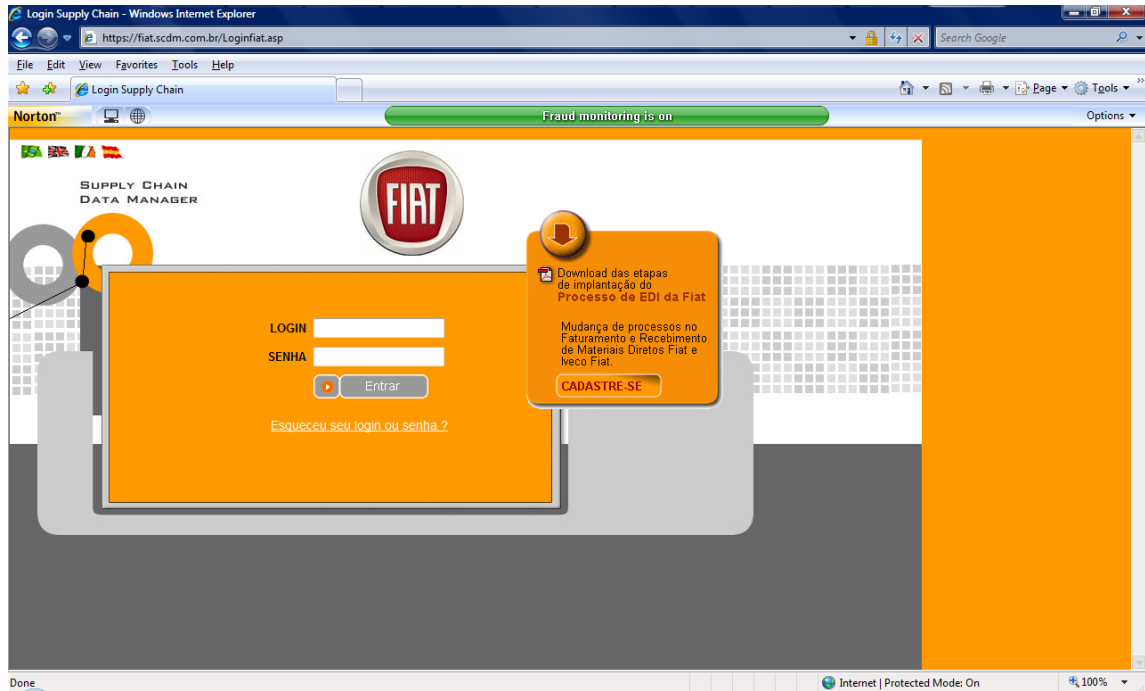 Login Supply Chain - Windows Internet Explorer
https://fiat.scdm.com.br/Loginfiat.asp
Search Google
File Edit View Favorites Tools Help
Login Supply Chain
Page Tools
Norton
Fraud monitoring is on
Options
SUPPLY CHAIN
DATA MANAGER
FIAT
Download das etapas
de implantação do
Processo de EDI da Fiat
Mudança de processos no
Faturamento e Recebimento
de Materiais Diretos Fiat e
Iveco Fiat.
CADASTRE-SE
LOGIN
SENHA
Entrar
Esqueceu seu login ou senha ?
Done
Internet | Protected Mode: On
100%